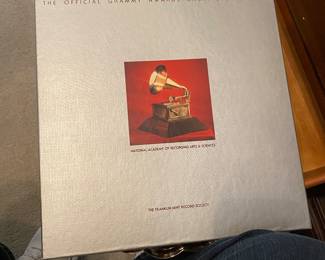 THE OFFICIAL GRAMMY AWARDS
NATIONAL ACADEMY OF RECORDING ARTS & SCIENCES
THE FRANKLIN MINT RECORD SOCIETY